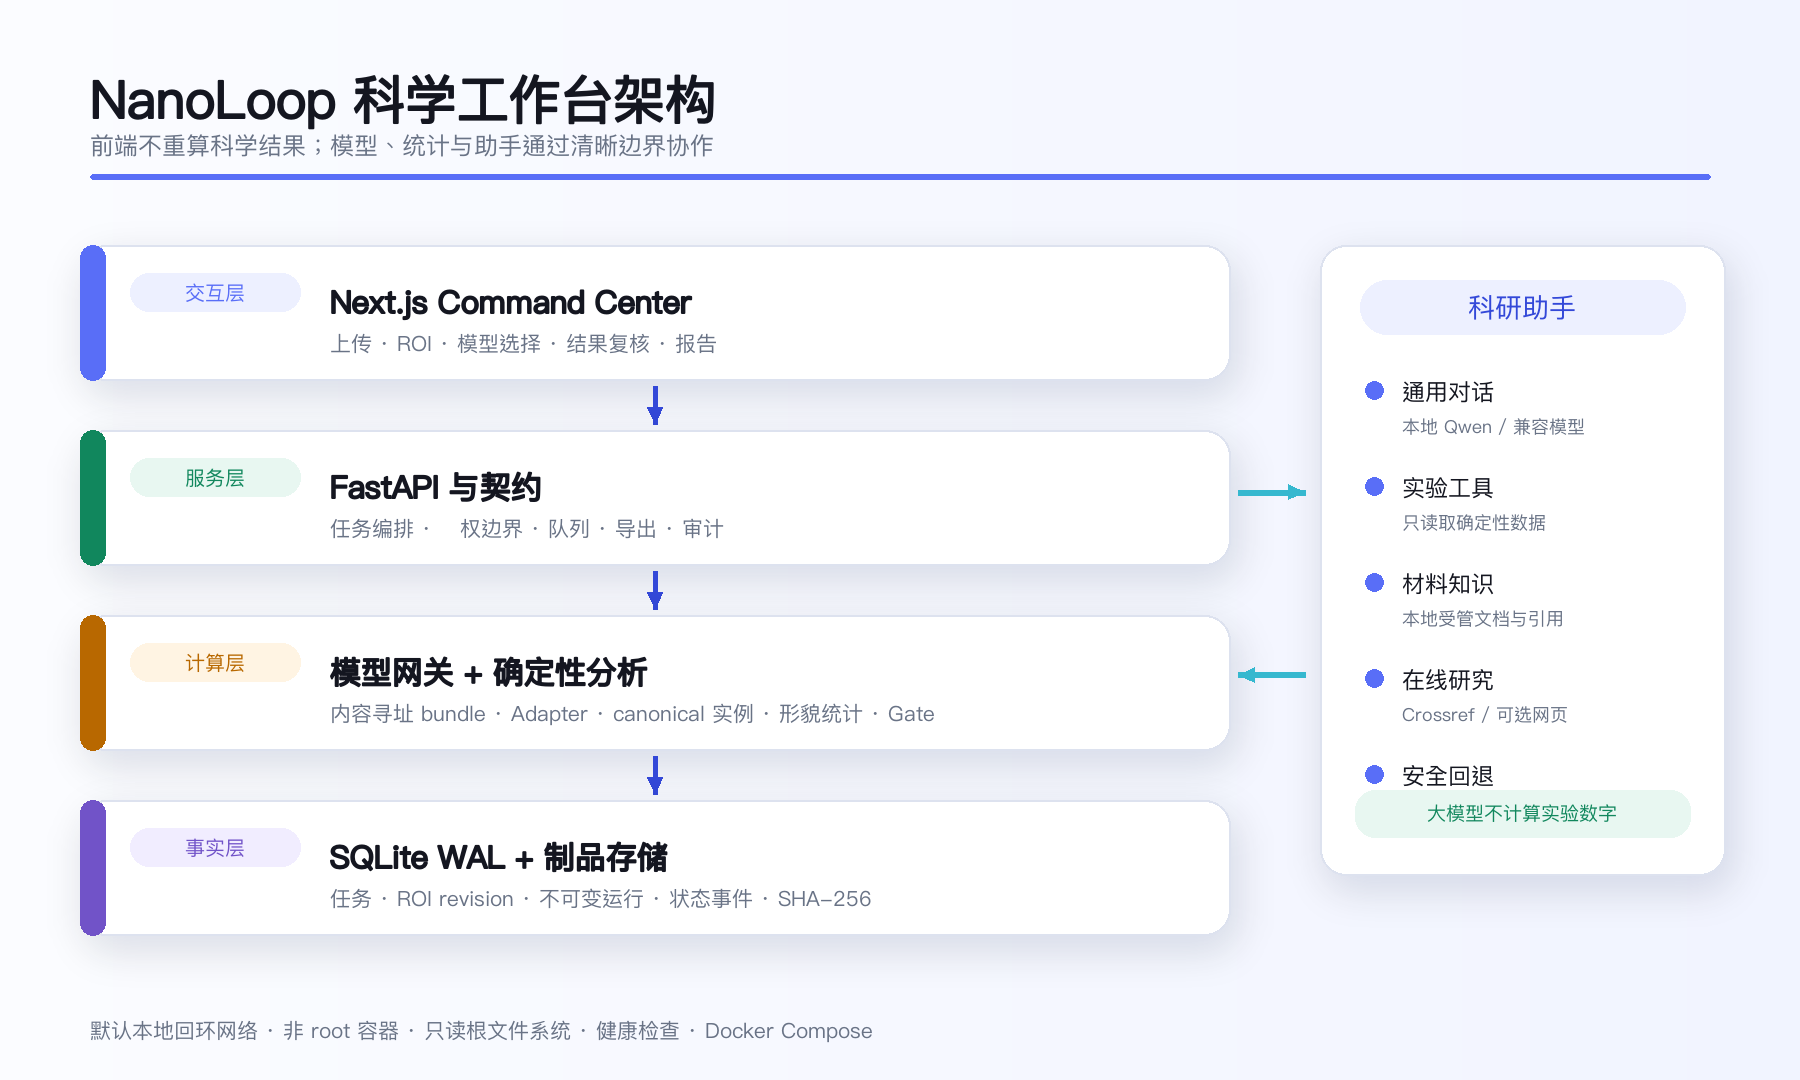 NanoLoop 科学工作台架构
前端不重算科学结果；模型、统计与助手通过清晰边界协作
交互层
Next.js Command Center
上传 · ROI · 模型选择 · 结果复核 · 报告
服务层
FastAPI 与契约
任务编排 · 权边界 · 队列 · 导出 · 审计
计算层
模型网关 + 确定性分析
内容寻址 bundle · Adapter · canonical 实例 · 形貌统计 · Gate
事实层
SQLite WAL + 制品存储
任务 · ROI revision · 不可变运行 · 状态事件 · SHA-256
科研助手
通用对话
本地 Qwen / 兼容模型
实验工具
只读取确定性数据
材料知识
本地受管文档与引用
在线研究
Crossref / 可选网页
安全回退
大模型不计算实验数字
默认本地回环网络 · 非 root 容器 · 只读根文件系统 · 健康检查 · Docker Compose